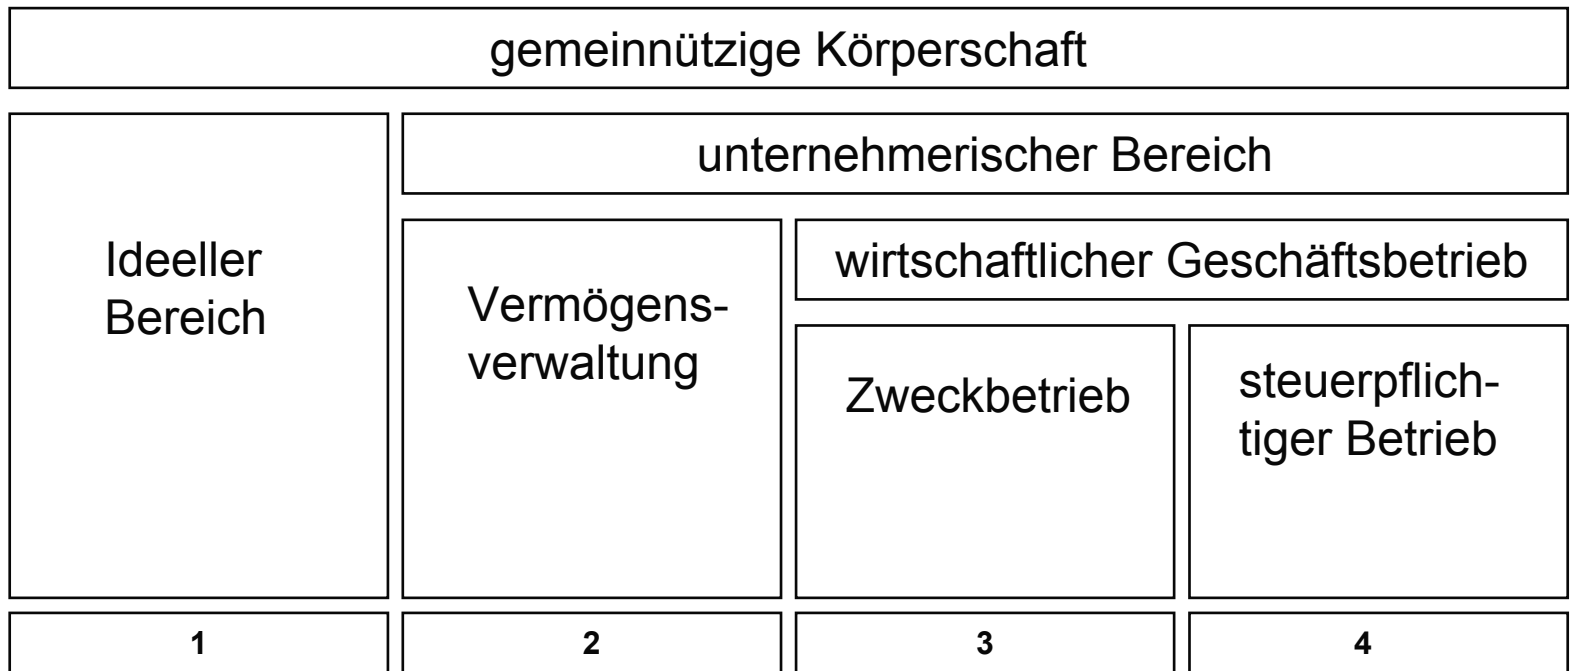 gemeinnützige Körperschaft
unternehmerischer Bereich
Ideeller
Bereich
Vermögens-
verwaltung
wirtschaftlicher Geschäftsbetrieb
Zweckbetrieb
steuerpflich-
tiger Betrieb
1
2
3
4